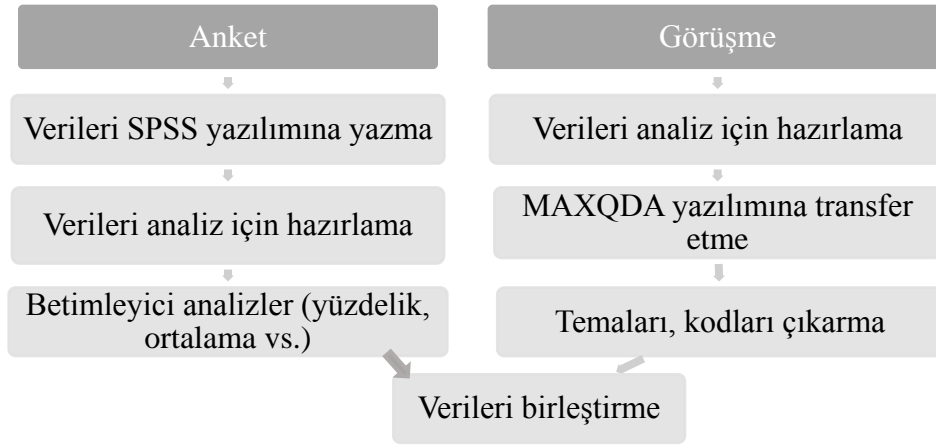 Anket
Verileri SPSS yazılımına yazma
Verileri analiz için hazırlama
Betimleyici analizler (yüzdelik,
ortalama vs.)
Görüşme
Verileri analiz için hazırlama
MAXQDA yazılımına transfer
etme
Temaları, kodları çıkarma
Verileri birleştirme